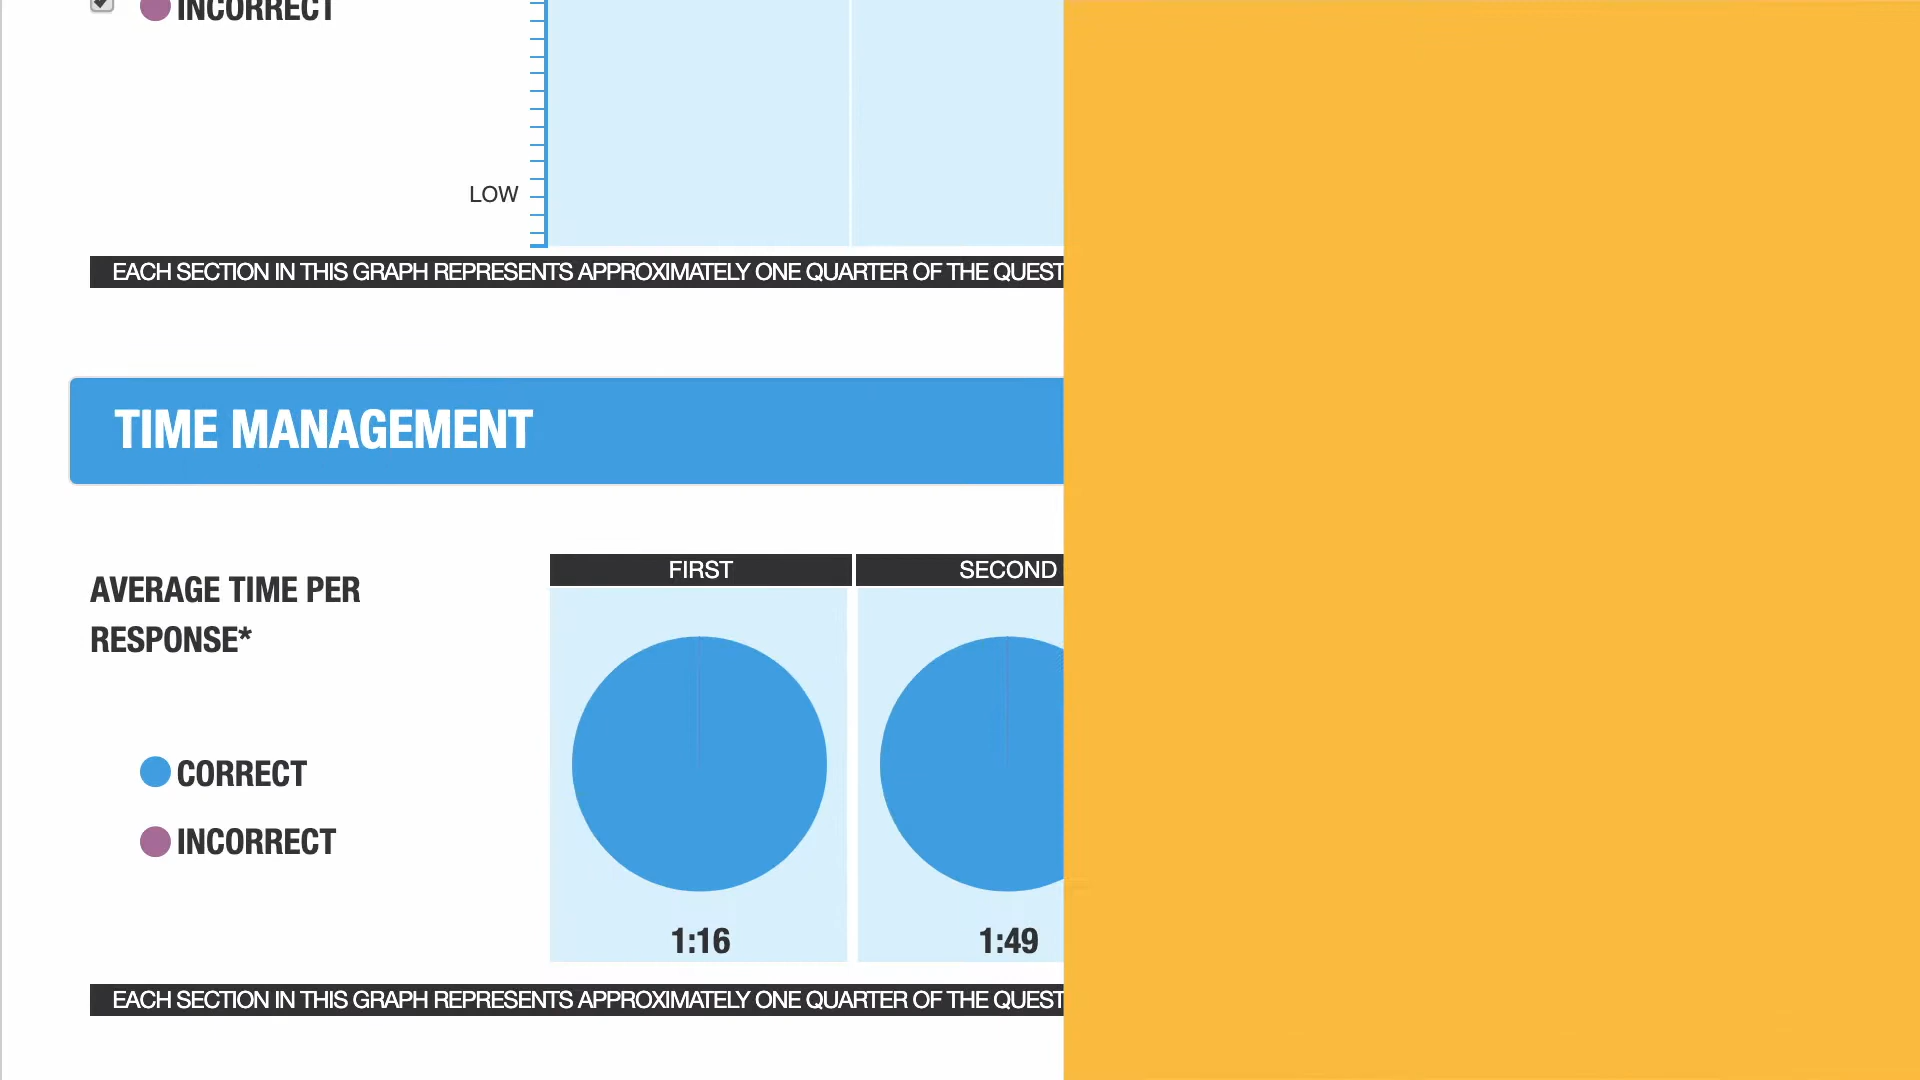 INCORRECT
LOW
EACH SECTION IN THIS GRAPH REPRESENTS APPROXIMATELY ONE QUARTER OF THE QUEST
TIME MANAGEMENT
AVERAGE TIME PER
RESPONSE*
FIRST
SECOND
CORRECT
INCORRECT
1:16
1:49
EACH SECTION IN THIS GRAPH REPRESENTS APPROXIMATELY ONE QUARTER OF THE QUEST